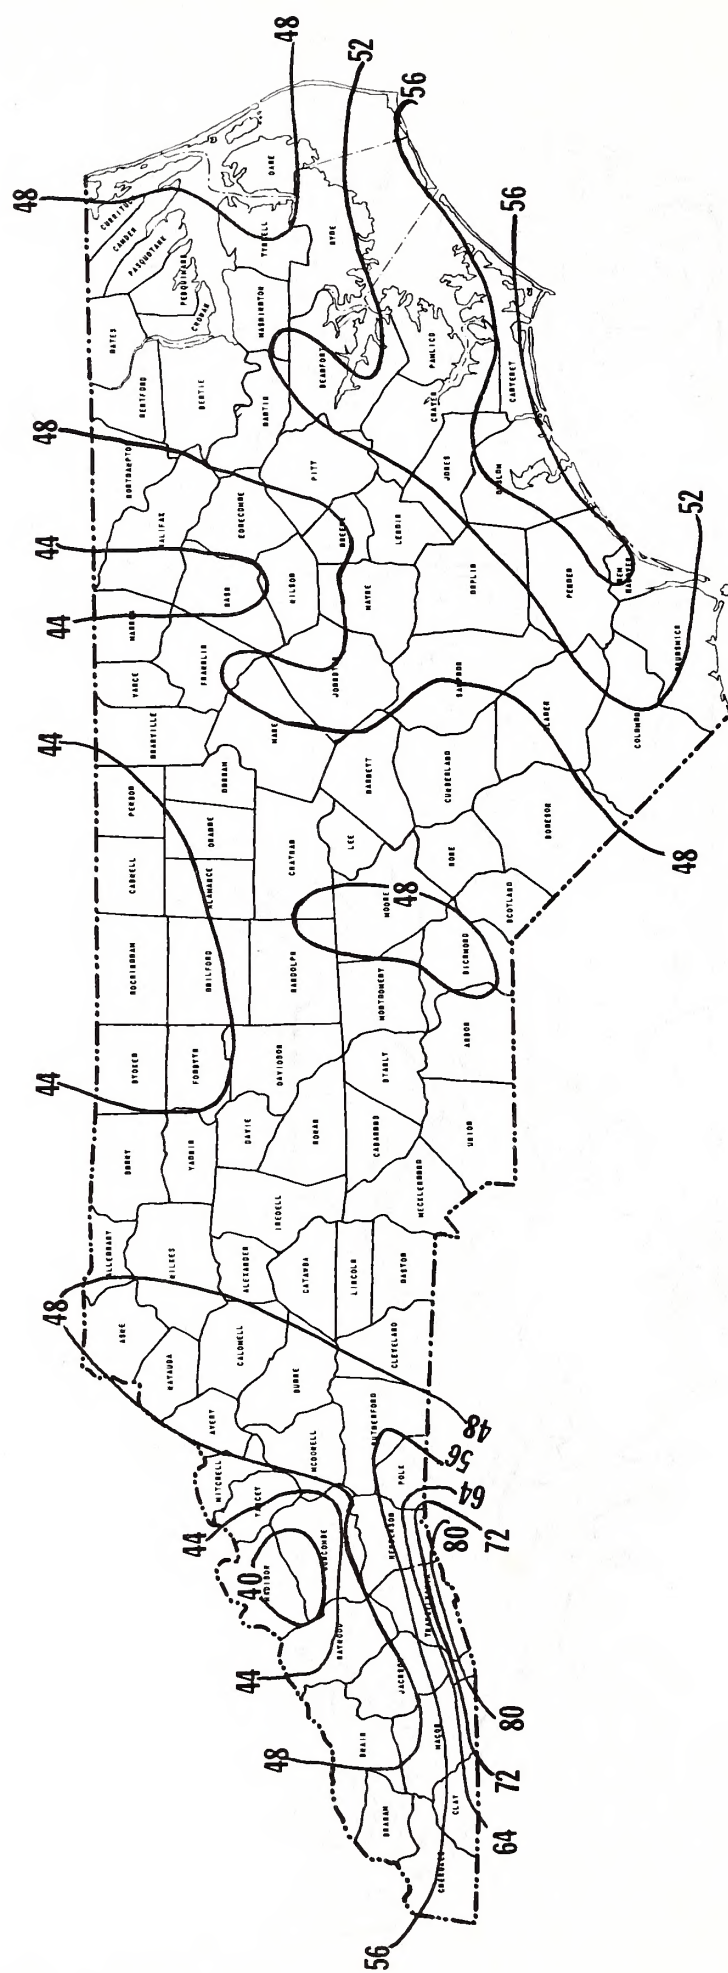 56
48
44
40
44
48
44
44
44
44
48
48
48
52
56
56
52
48
48
48
56
64
72
80
80
72
64
CHEROKEE
GRAHAM
CLAY
SWAIN
MACON
JACKSON
HAYWOOD
TRANSYLVANIA
MADISON
BUNCOMBE
HENDERSON
YANCEY
MITCHELL
MCDOWELL
POLK
RUTHERFORD
AVERY
BURKE
CLEVELAND
WATAUGA
CALDWELL
ASHE
ALLEGHANY
WILKES
ALEXANDER
CATAWBA
LINCOLN
GASTON
SURRY
YADKIN
IREDELL
DAVIE
ROWAN
MECKLENBURG
CABARRUS
UNION
STOKES
FORSYTH
DAVIDSON
STANLY
ANSON
ROCKINGHAM
GUILFORD
RANDOLPH
MONTGOMERY
RICHMOND
CASWELL
ALAMANCE
CHATHAM
MOORE
SCOTLAND
PERSON
ORANGE
DURHAM
LEE
HOKE
ROBESON
GRANVILLE
WAKE
HARNETT
CUMBERLAND
BLADEN
COLUMBUS
VANCE
FRANKLIN
JOHNSTON
SAMPSON
WARREN
NASH
WILSON
WAYNE
DUPLIN
PENDER
NEW HANOVER
BRUNSWICK
HALIFAX
EDGECOMBE
GREENE
LENOIR
JONES
ONSLOW
NORTHAMPTON
PITT
CRAVEN
HERTFORD
BERTIE
MARTIN
BEAUFORT
PAMLICO
CARTERET
GATES
CHOWAN
PERQUIMANS
PASQUOTANK
CAMDEN
CURRITUCK
WASHINGTON
TYRRELL
HYDE
DARE